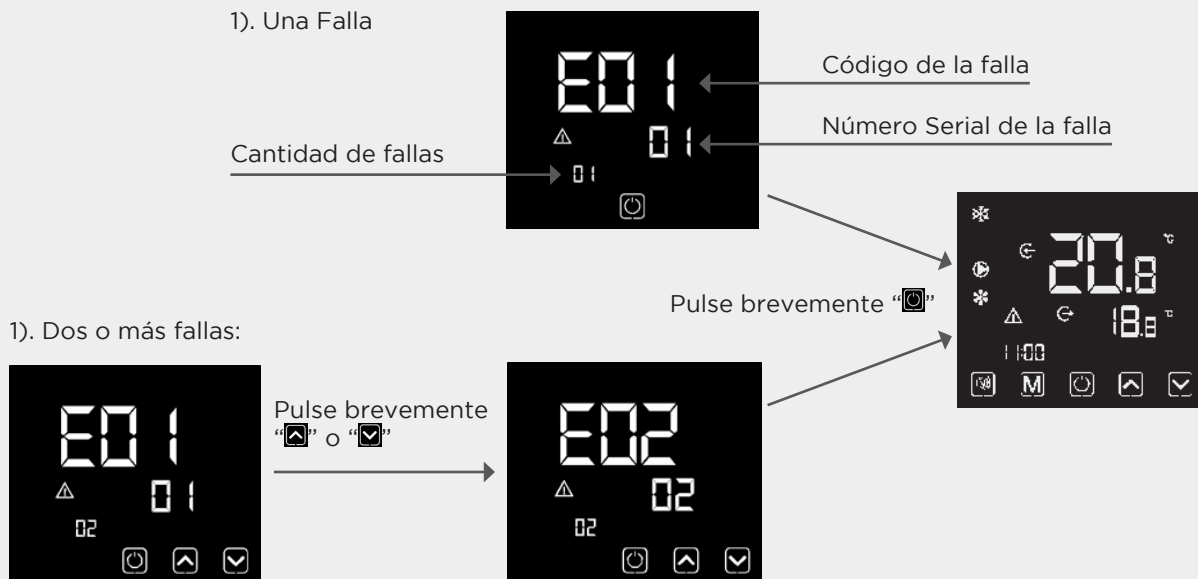 1). Una Falla
E01
Código de la falla
01
Número Serial de la falla
Cantidad de fallas
01
20.8 °C
Pulse brevemente “ ”
18.8 °C
11:00
M
1). Dos o más fallas:
E01
01
02
Pulse brevemente
“ ” o “ ”
E02
02
02